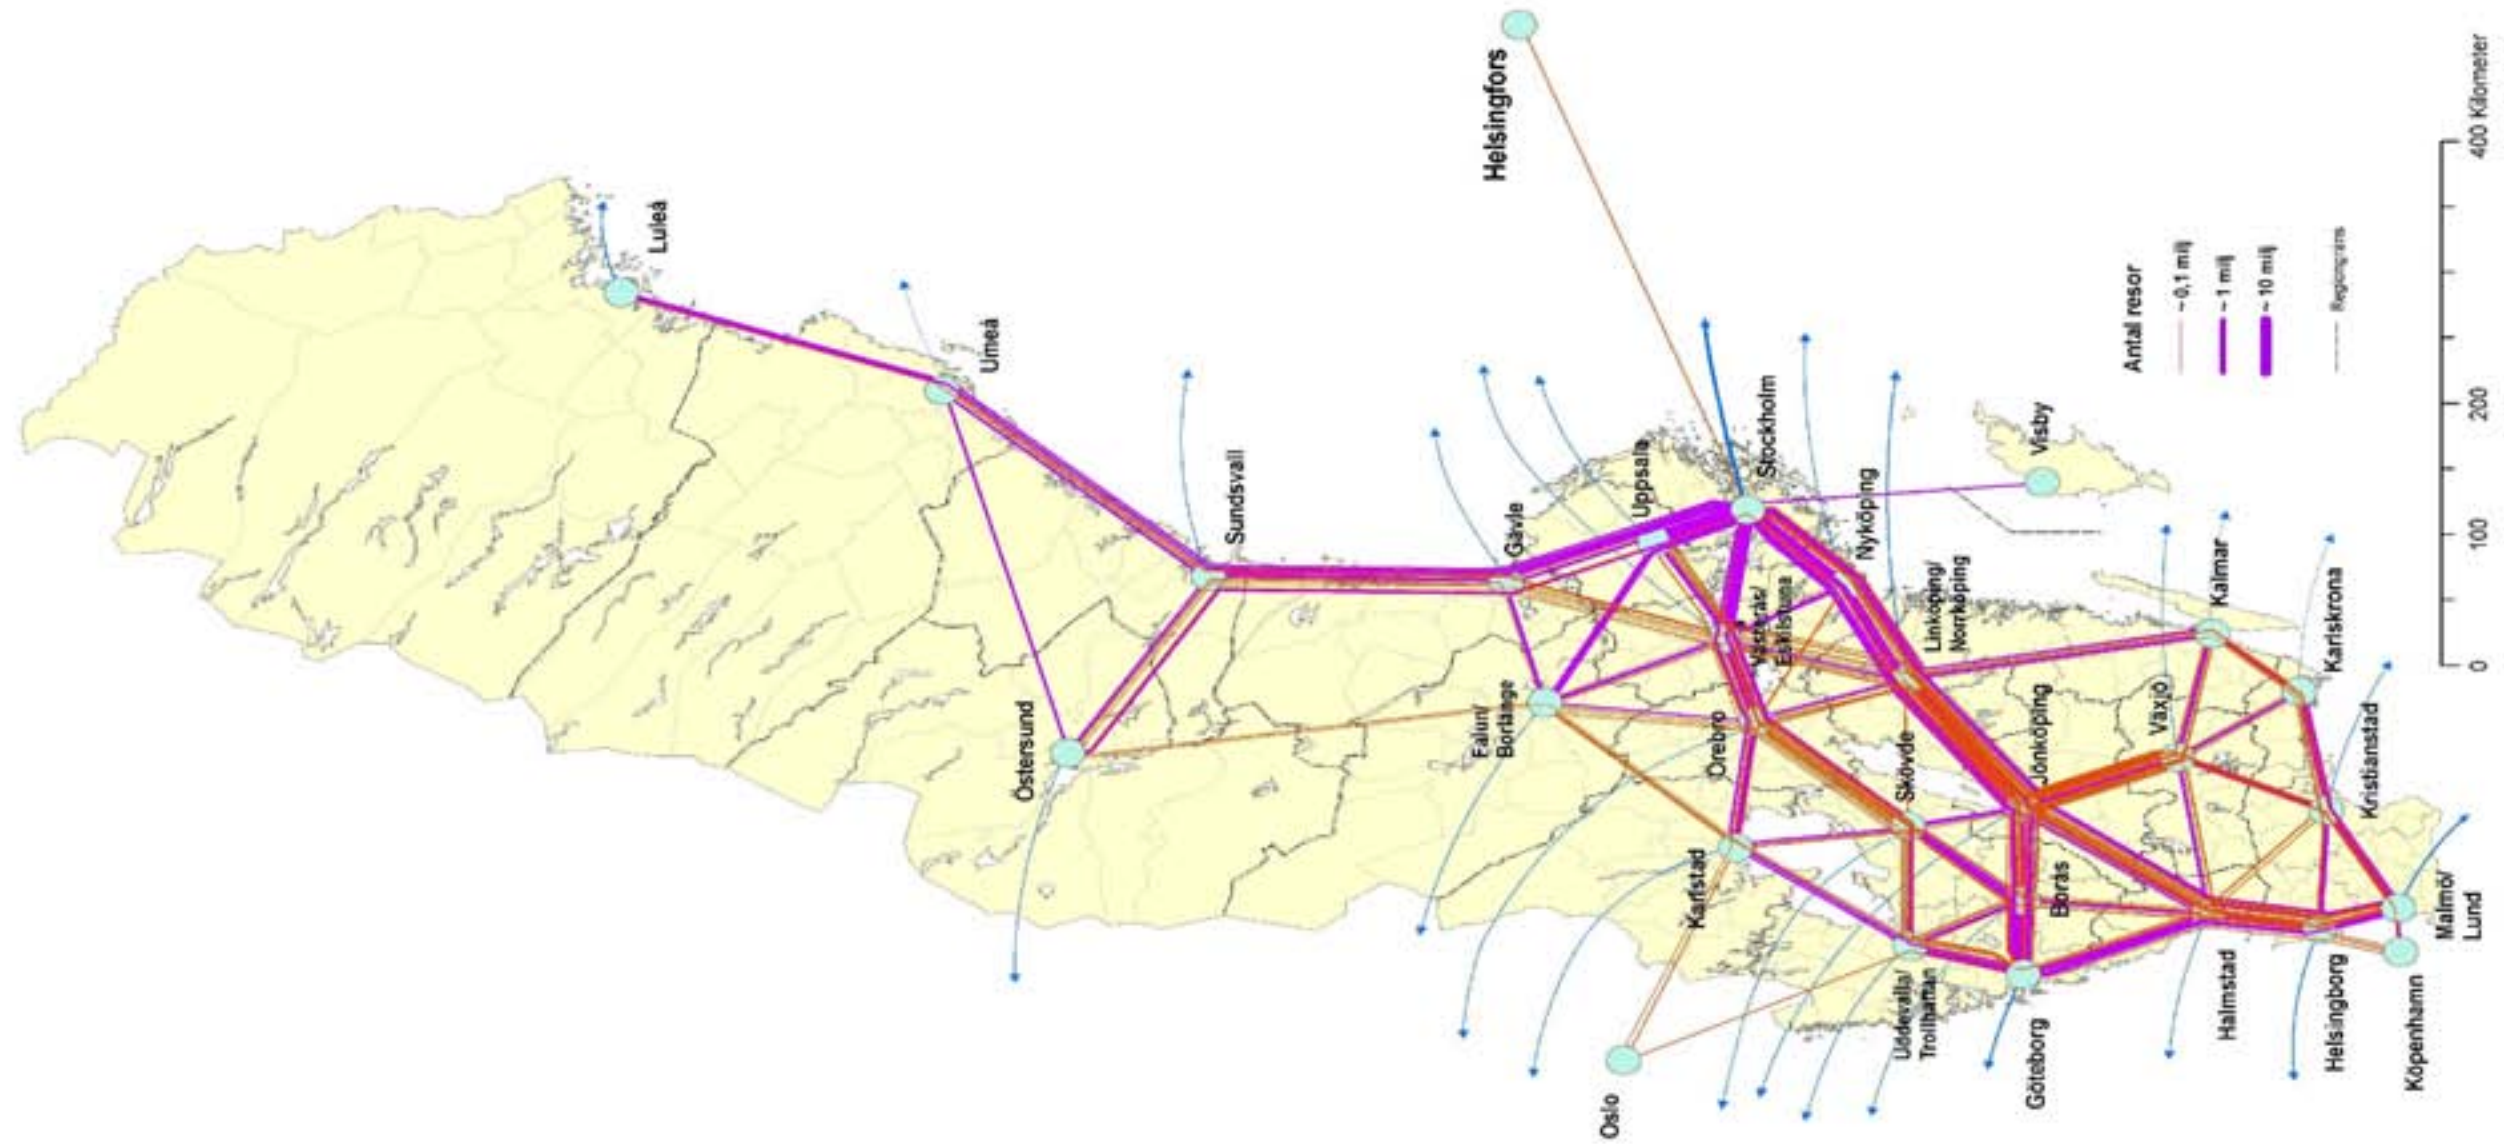 Luleå
Umeå
Östersund
Sundsvall
Helsingfors
Falun/
Borlänge
Gävle
Uppsala
Oslo
Karlstad
Örebro
Västerås/
Eskilstuna
Stockholm
Uddevalla/
Trollhättan
Skövde
Linköping/
Norrköping
Nyköping
Göteborg
Borås
Jönköping
Visby
Halmstad
Växjö
Kalmar
Helsingborg
Kristianstad
Karlskrona
Köpenhamn
Malmö/
Lund
Antal resor
~ 0,1 milj
~ 1 milj
~ 10 milj
Regiongräns
0 100 200 400 Kilometer